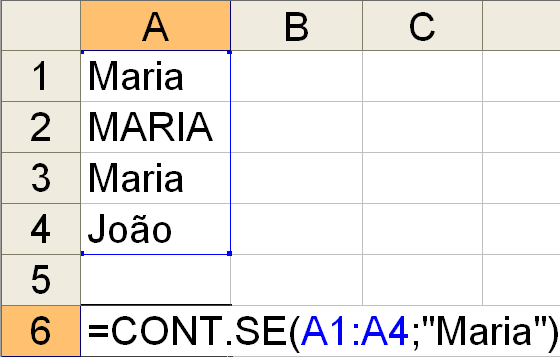 A B C
1 Maria
2 MARIA
3 Maria
4 João
5
6 =CONT.SE(A1:A4;"Maria")